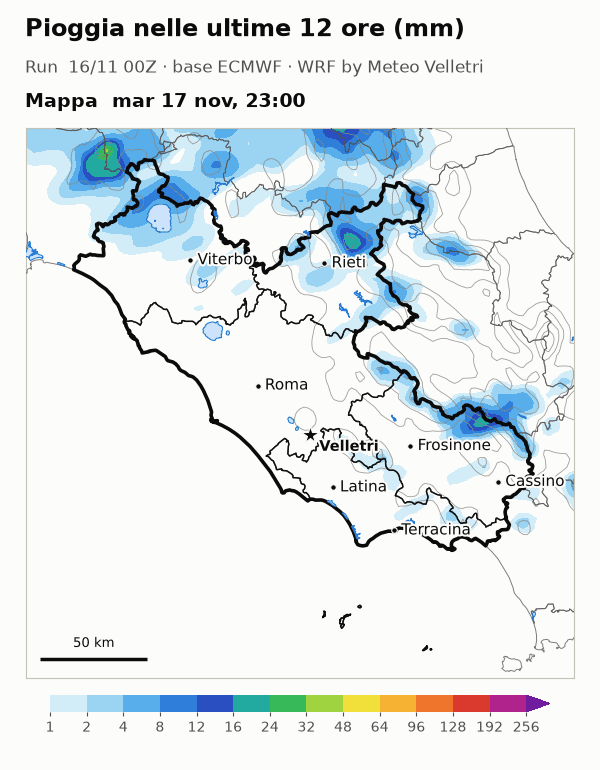 Pioggia nelle ultime 12 ore (mm)
Run  16/11 00Z · base ECMWF · WRF by Meteo Velletri
Mappa  mar 17 nov, 23:00
Viterbo
Rieti
Roma
Velletri
Frosinone
Latina
Cassino
Terracina
50 km
1 2 4 8 12 16 24 32 48 64 96 128 192 256